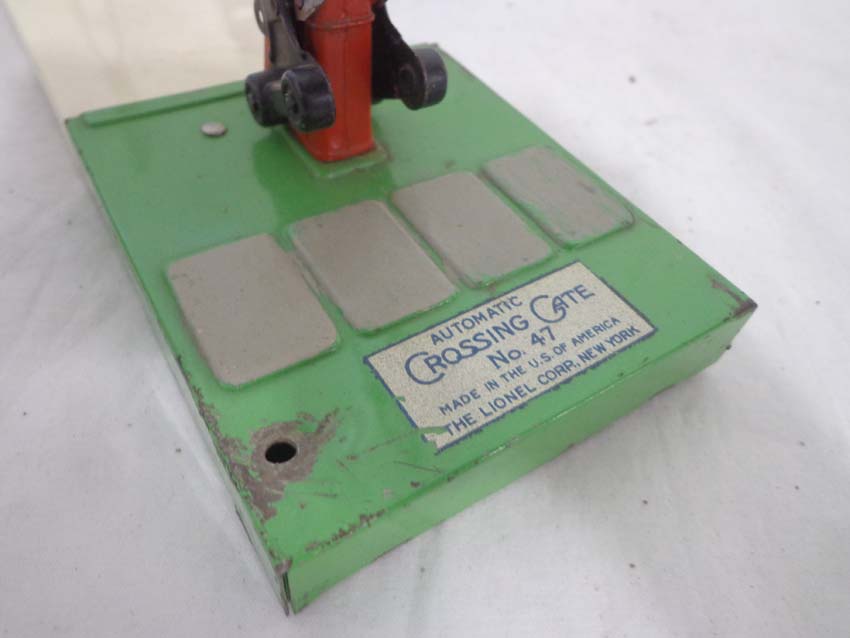 AUTOMATIC
CROSSING GATE
No. 47
MADE IN THE U.S. OF AMERICA
THE LIONEL CORP., NEW YORK